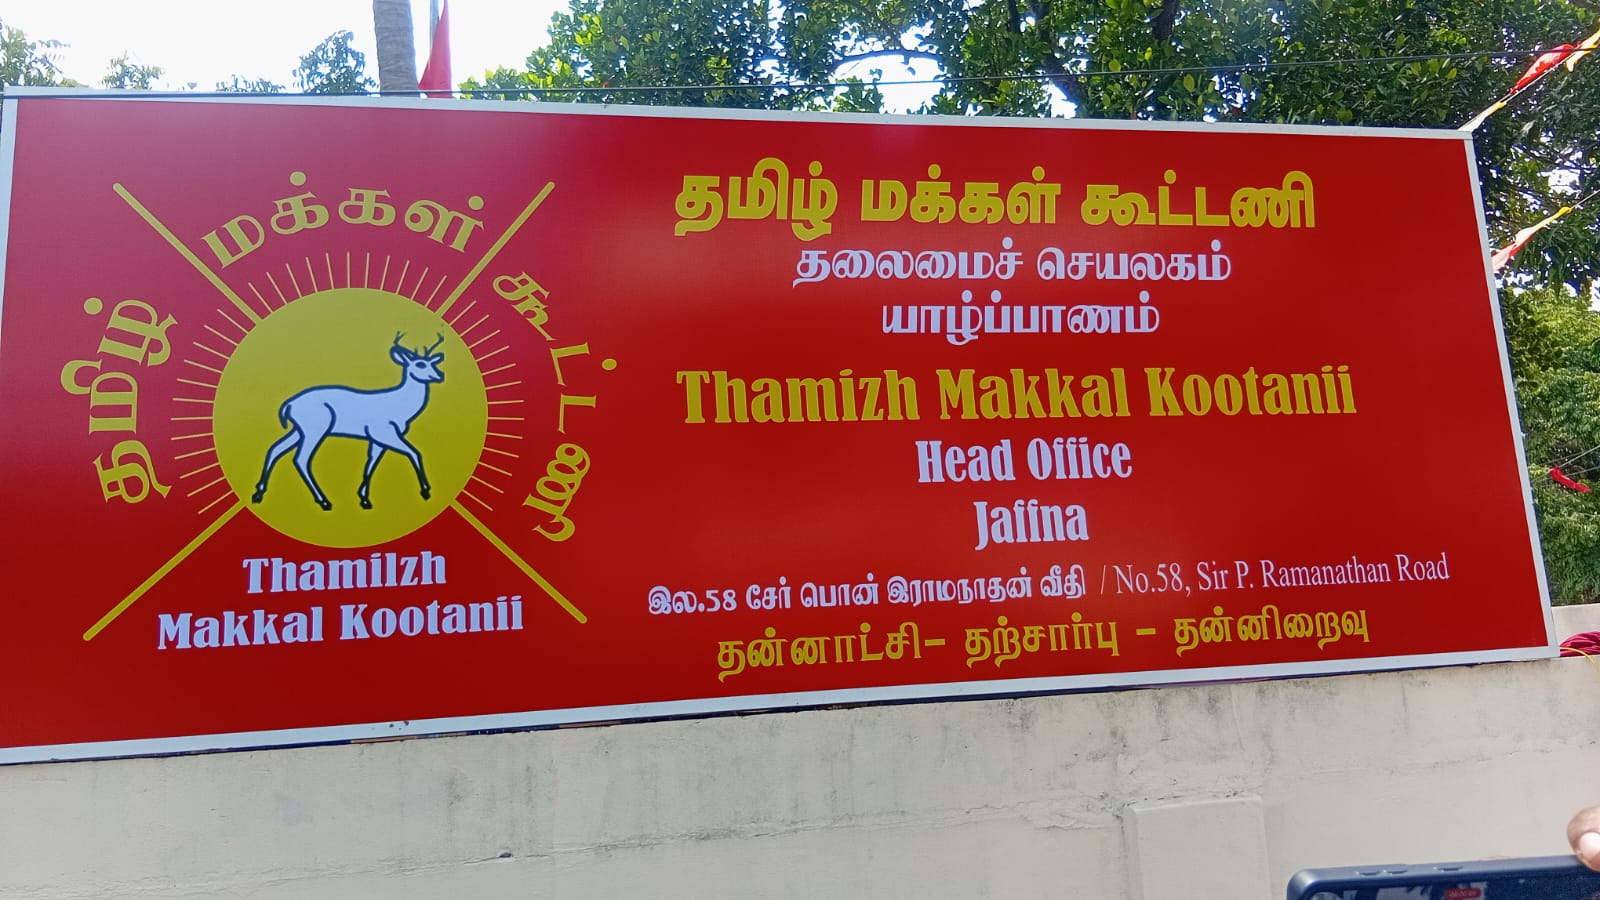 தமிழ் மக்கள் கூட்டணி
Thamilzh
Makkal Kootanii
தமிழ் மக்கள் கூட்டணி
தலைமைச் செயலகம்
யாழ்ப்பாணம்
Thamizh Makkal Kootanii
Head Office
Jaffna
இல.58 சேர் பொன் இராமநாதன் வீதி / No.58, Sir P. Ramanathan Road
தன்னாட்சி- தற்சார்பு - தன்னிறைவு